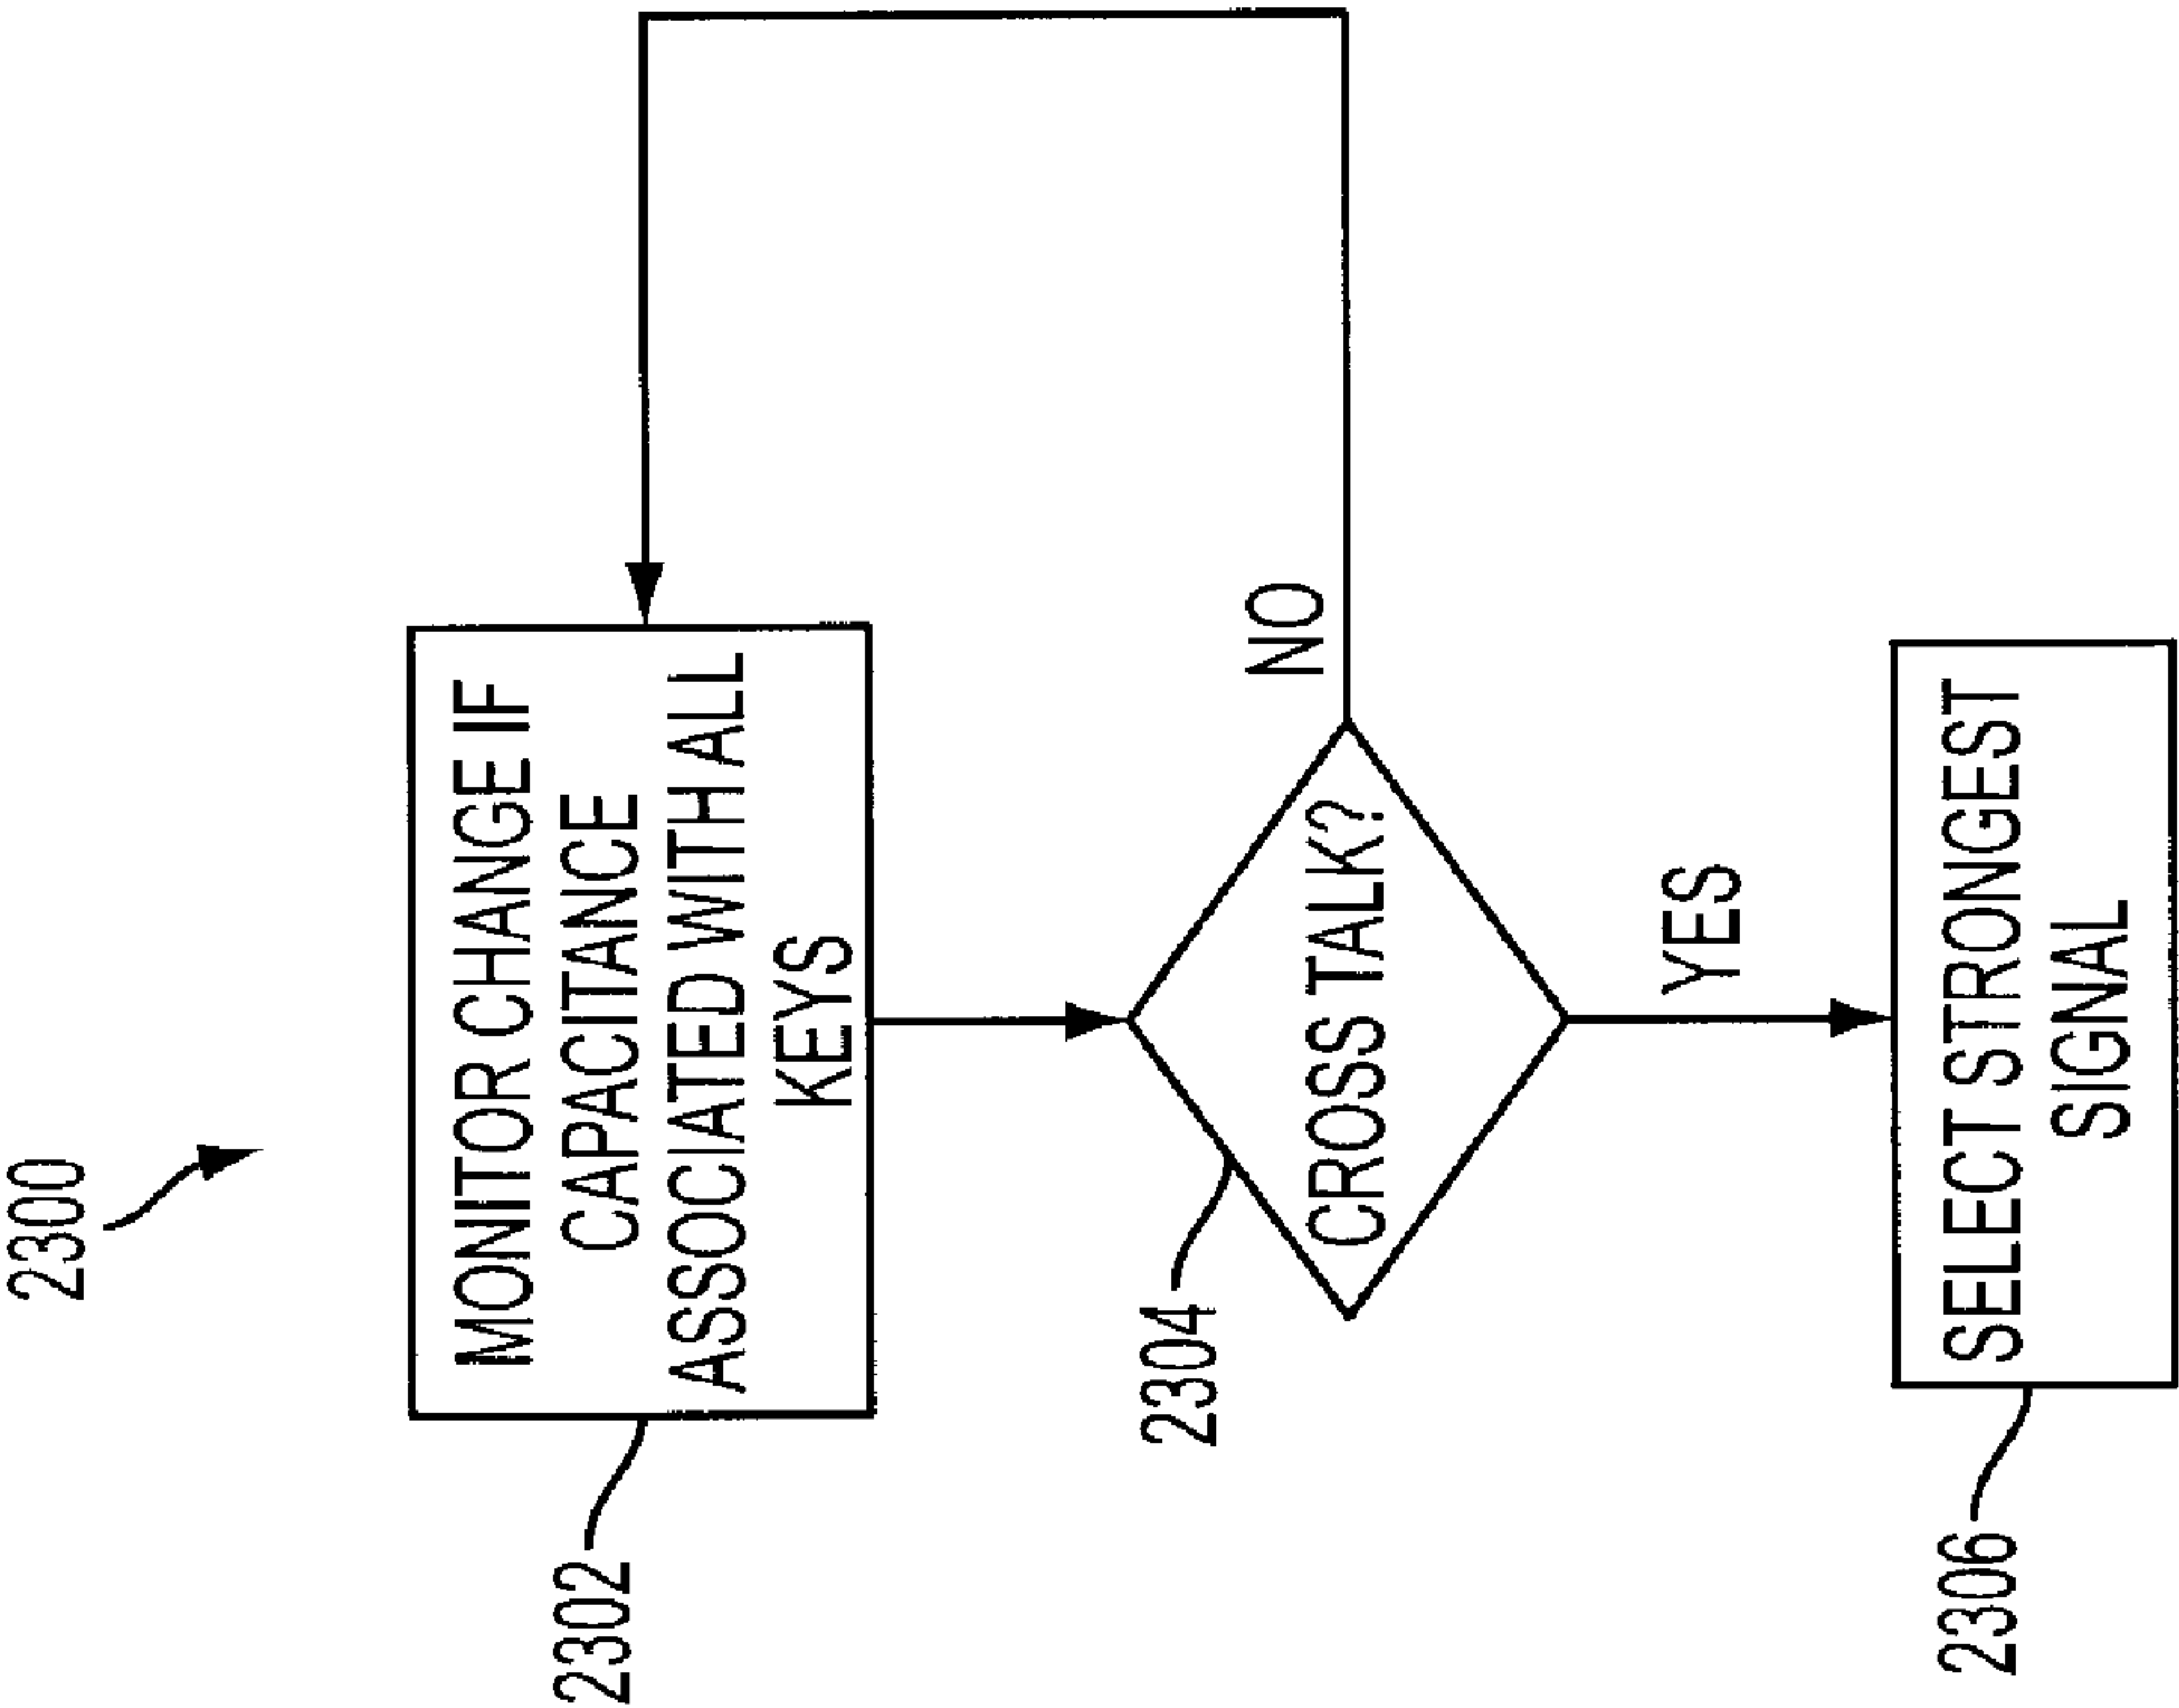 2300
MONITOR CHANGE IF
CAPACITANCE
ASSOCIATED WITH ALL
KEYS
2302
CROSS TALK?
2304
NO
YES
SELECT STRONGEST
SIGNAL
2306